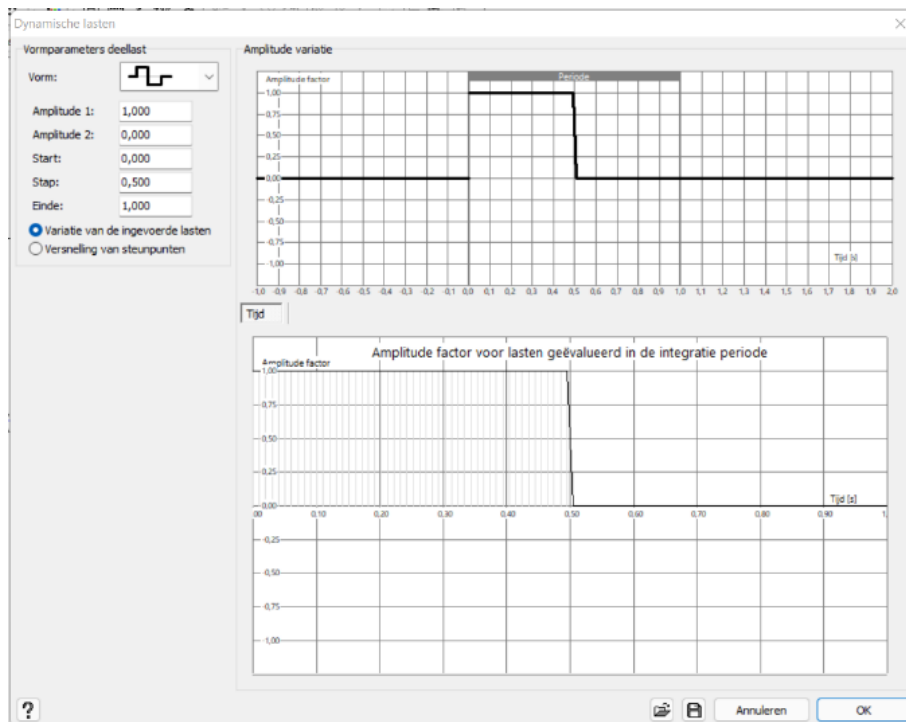 Dynamische lasten
Vormparameters deellast
Vorm:
Amplitude 1: 1,000
Amplitude 2: 0,000
Start: 0,000
Stap: 0,500
Einde: 1,000
Variatie van de ingevoerde lasten
Versnelling van steunpunten
Amplitude variatie
Amplitude factor
Periode
1,00
0,75
0,50
0,25
0,00
-0,25
-0,50
-0,75
-1,00
Tijd [s]
-1,0 -0,9 -0,8 -0,7 -0,6 -0,5 -0,4 -0,3 -0,2 -0,1 0,0 0,1 0,2 0,3 0,4 0,5 0,6 0,7 0,8 0,9 1,0 1,1 1,2 1,3 1,4 1,5 1,6 1,7 1,8 1,9 2,0
Tijd
Amplitude factor voor lasten geëvalueerd in de integratie periode
Amplitude factor
1,00
0,75
0,50
0,25
0,00
Tijd [s]
00 0,10 0,20 0,30 0,40 0,50 0,60 0,70 0,80 0,90 1,
-0,25
-0,50
-0,75
-1,00
?
Annuleren
OK